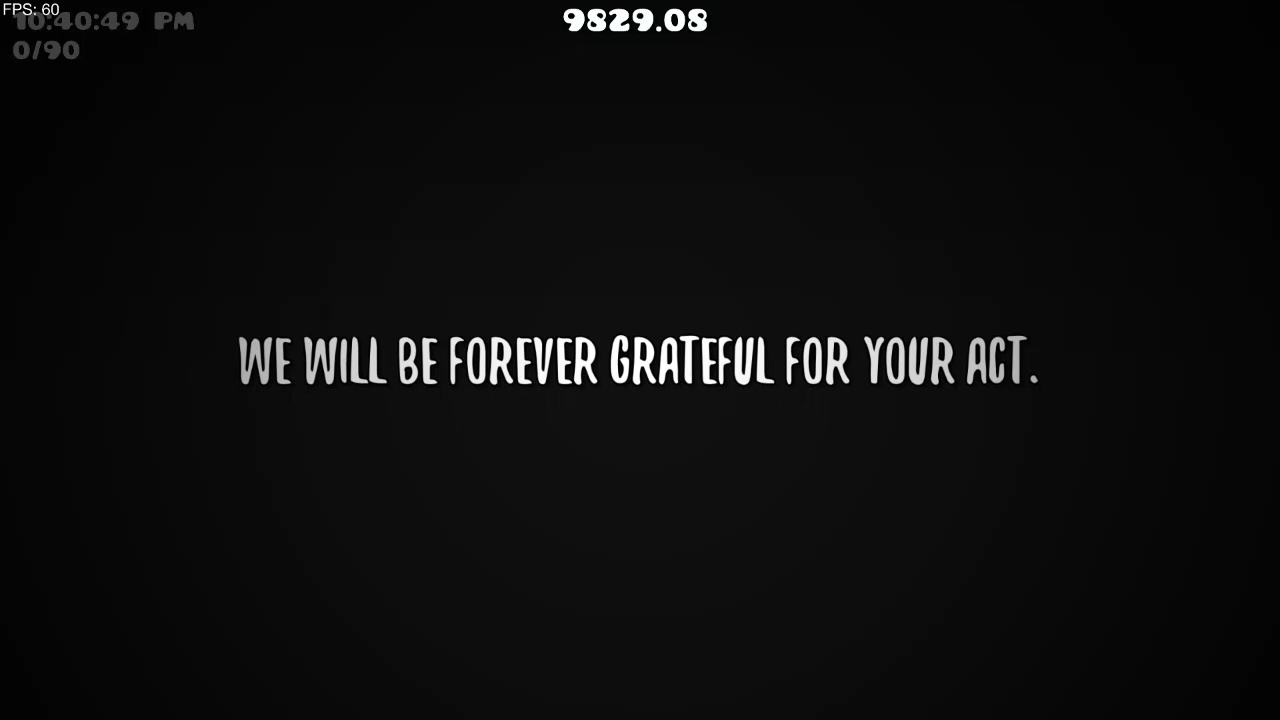 FPS: 60
10:40:49 PM
9829.08
0/90
WE WILL BE FOREVER GRATEFUL FOR YOUR ACT.